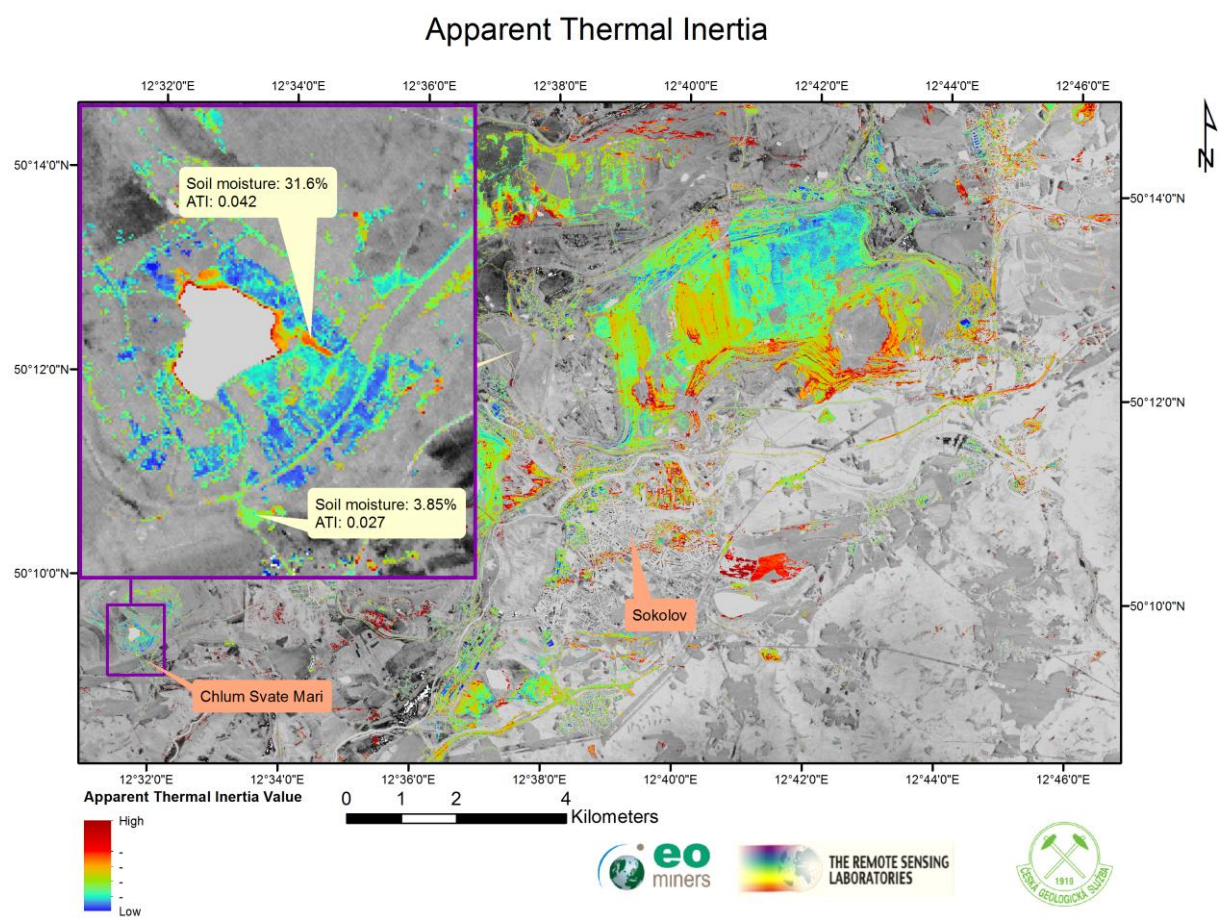 Apparent Thermal Inertia
12°32'0"E 12°34'0"E 12°36'0"E 12°38'0"E 12°40'0"E 12°42'0"E 12°44'0"E 12°46'0"E
N
50°14'0"N
50°14'0"N
Soil moisture: 31.6%
ATI: 0.042
50°12'0"N
50°12'0"N
Soil moisture: 3.85%
ATI: 0.027
50°10'0"N
50°10'0"N
Sokolov
Chlum Svate Mari
12°32'0"E 12°34'0"E 12°36'0"E 12°38'0"E 12°40'0"E 12°42'0"E 12°44'0"E 12°46'0"E
Apparent Thermal Inertia Value
High
-
-
-
Low
0 1 2 4
Kilometers
eo
miners
THE REMOTE SENSING
LABORATORIES
1919
ČESKÁ GEOLOGICKÁ SLUŽBA